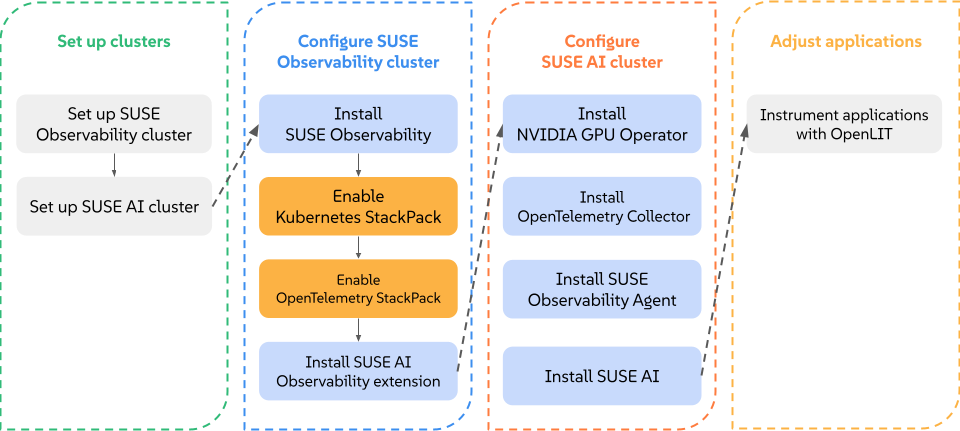 Set up clusters
Set up SUSE
Observability cluster
Set up SUSE AI cluster
Configure SUSE
Observability cluster
Install
SUSE Observability
Enable
Kubernetes StackPack
Enable
OpenTelemetry StackPack
Install SUSE AI
Observability extension
Configure
SUSE AI cluster
Install
NVIDIA GPU Operator
Install
OpenTelemetry Collector
Install SUSE
Observability Agent
Install SUSE AI
Adjust applications
Instrument applications
with OpenLIT